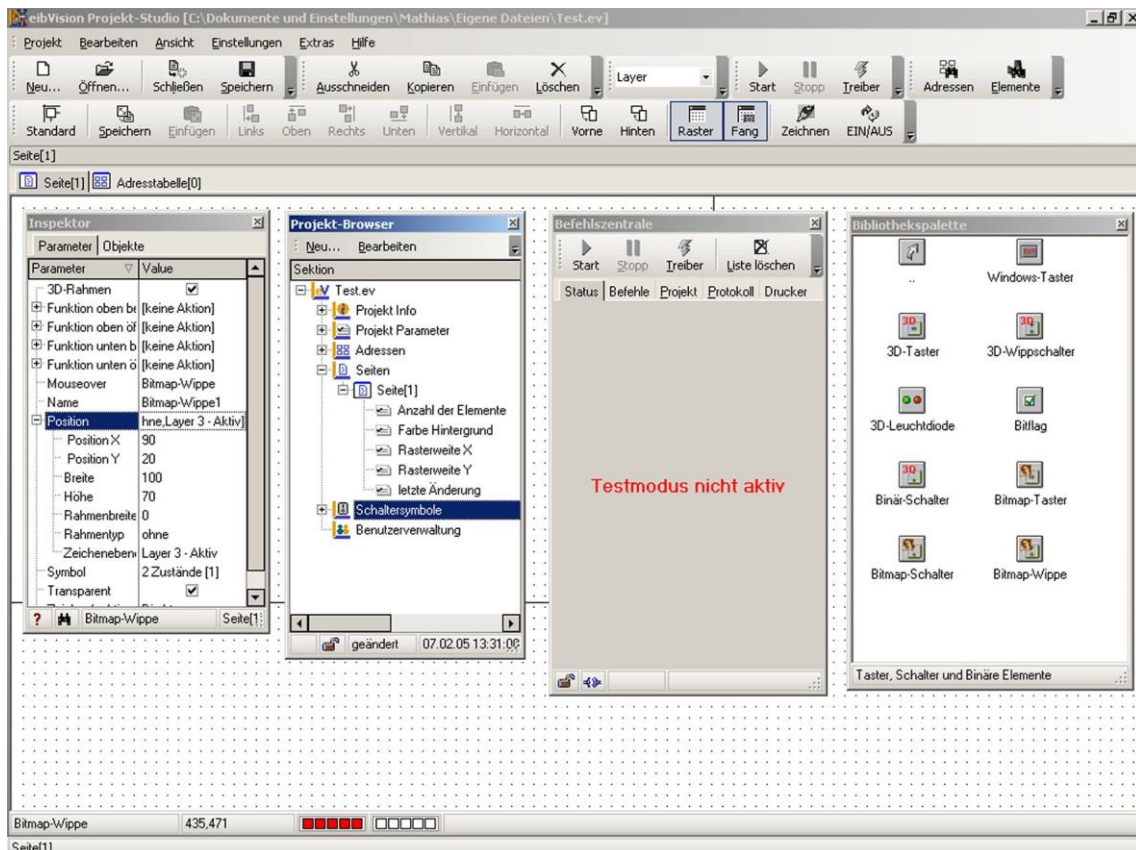 eibVision Projekt-Studio [C:\Dokumente und Einstellungen\Mathias\Eigene Dateien\Test.ev]
Projekt Bearbeiten Ansicht Einstellungen Extras Hilfe
Neu... Öffnen... Schließen Speichern Ausschneiden Kopieren Einfügen Löschen Layer Start Stopp Treiber Adressen Elemente
Standard Speichern Einfügen Links Oben Rechts Unten Vertikal Horizontal Vorne Hinten Raster Fang Zeichnen EIN/AUS
Seite[1]
Seite[1] Adresstabelle[0]
Inspektor
Parameter Objekte
Parameter Value
3D-Rahmen
Funktion oben be [keine Aktion]
Funktion oben öf [keine Aktion]
Funktion unten b [keine Aktion]
Funktion unten ö [keine Aktion]
Mouseover Bitmap-Wippe
Name Bitmap-Wippe1
Position hne,Layer 3 - Aktiv]
Position X 90
Position Y 20
Breite 100
Höhe 70
Rahmenbreite 0
Rahmentyp ohne
Zeichenebene Layer 3 - Aktiv
Symbol 2 Zustände [1]
Transparent
? Bitmap-Wippe Seite[1]
Projekt-Browser
Neu... Bearbeiten
Sektion
Test.ev
Projekt Info
Projekt Parameter
Adressen
Seiten
Seite[1]
Anzahl der Elemente
Farbe Hintergrund
Rasterweite X
Rasterweite Y
letzte Änderung
Schaltersymbole
Benutzerverwaltung
geändert 07.02.05 13:31:00
Befehlszentrale
Start Stopp Treiber Liste löschen
Status Befehle Projekt Protokoll Drucker
Testmodus nicht aktiv
Bibliothekspalette
..
Windows-Taster
3D-Taster
3D-Wippschalter
3D-Leuchtdiode
Bitflag
Binär-Schalter
Bitmap-Taster
Bitmap-Schalter
Bitmap-Wippe
Taster, Schalter und Binäre Elemente
Bitmap-Wippe 435,471
Seite[1]